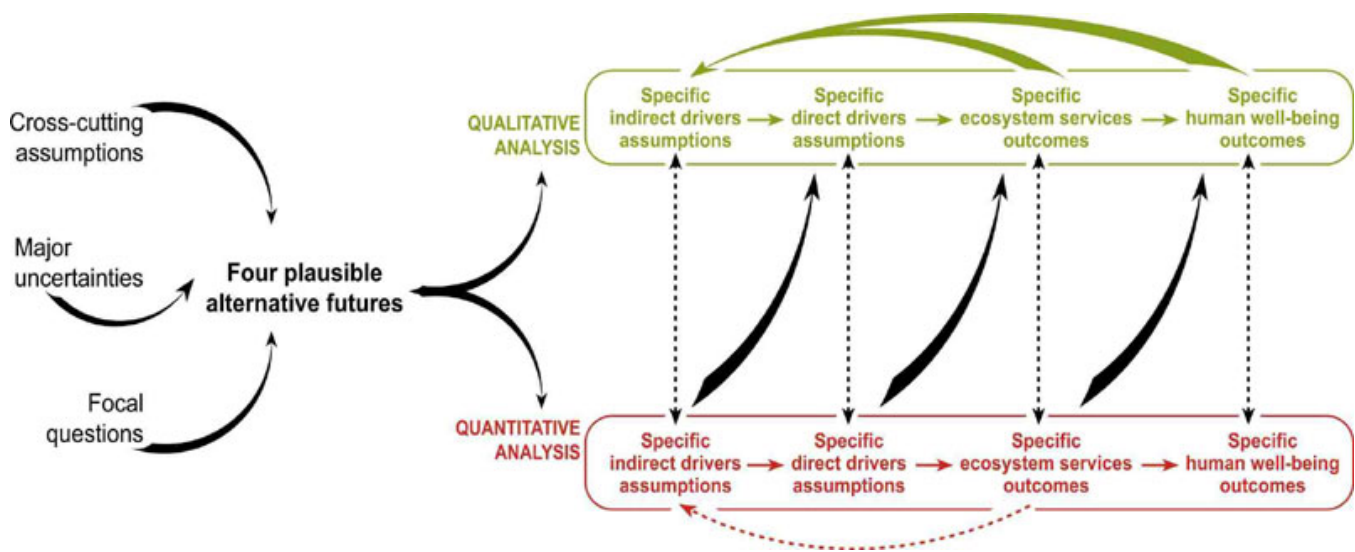 Cross-cutting
assumptions
Major
uncertainties
Focal
questions
Four plausible
alternative futures
QUALITATIVE
ANALYSIS
Specific
indirect drivers
assumptions
Specific
direct drivers
assumptions
Specific
ecosystem services
outcomes
Specific
human well-being
outcomes
QUANTITATIVE
ANALYSIS
Specific
indirect drivers
assumptions
Specific
direct drivers
assumptions
Specific
ecosystem services
outcomes
Specific
human well-being
outcomes